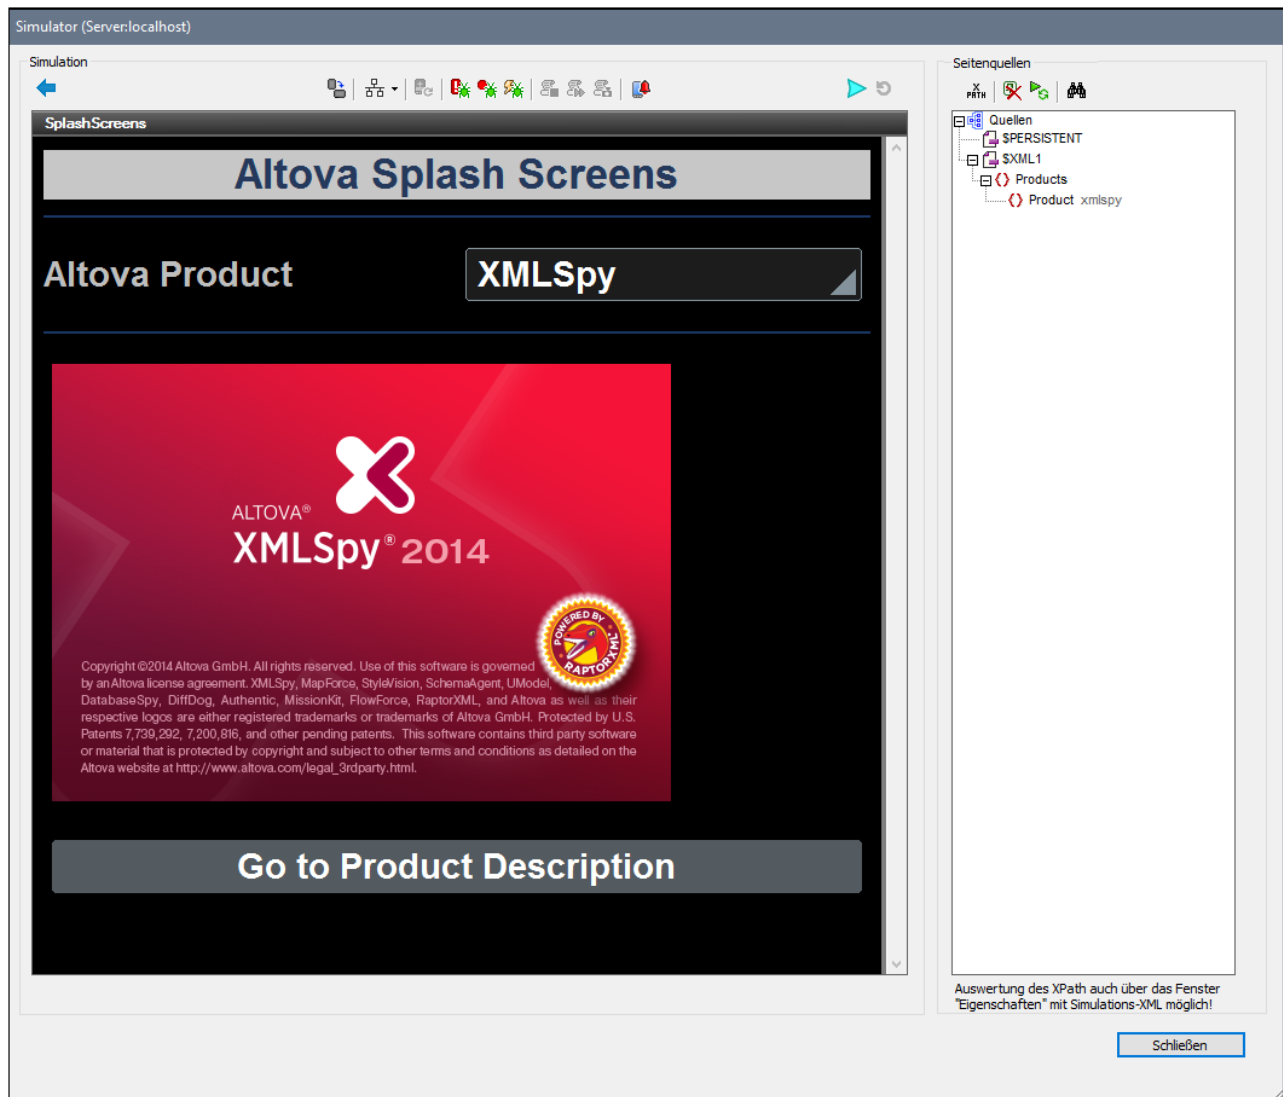 Simulator (Server:localhost)
Simulation
SplashScreens
Altova Splash Screens
Altova Product
XMLSpy
ALTOVA®
XMLSpy® 2014
POWERED BY
RAPTORXML
Copyright ©2014 Altova GmbH. All rights reserved. Use of this software is governed
by an Altova license agreement. XMLSpy, MapForce, StyleVision, SchemaAgent, UModel,
DatabaseSpy, DiffDog, Authentic, MissionKit, FlowForce, RaptorXML, and Altova as well as their
respective logos are either registered trademarks or trademarks of Altova GmbH. Protected by U.S.
Patents 7,739,292, 7,200,816, and other pending patents. This software contains third party software
or material that is protected by copyright and subject to other terms and conditions as detailed on the
Altova website at http://www.altova.com/legal_3rdparty.html.
Go to Product Description
Seitenquellen
X
PATH
Quellen
$PERSISTENT
$XML1
Products
Product xmlspy
Auswertung des XPath auch über das Fenster
"Eigenschaften" mit Simulations-XML möglich!
Schließen